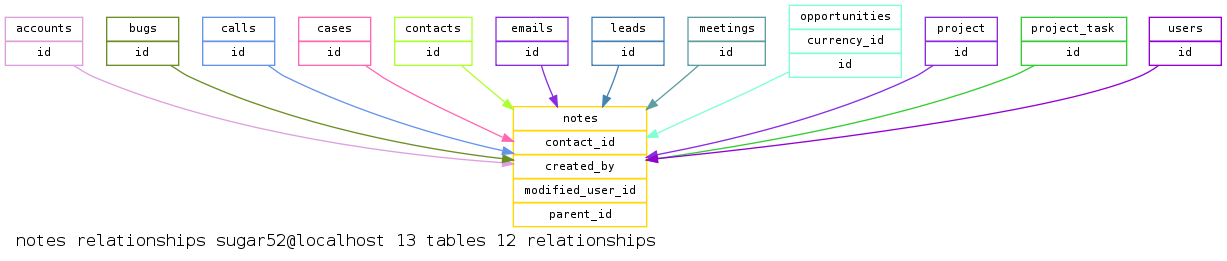 accounts
id
bugs
id
calls
id
cases
id
contacts
id
emails
id
leads
id
meetings
id
opportunities
currency_id
id
project
id
project_task
id
users
id
notes
contact_id
created_by
modified_user_id
parent_id
notes relationships sugar52@localhost 13 tables 12 relationships